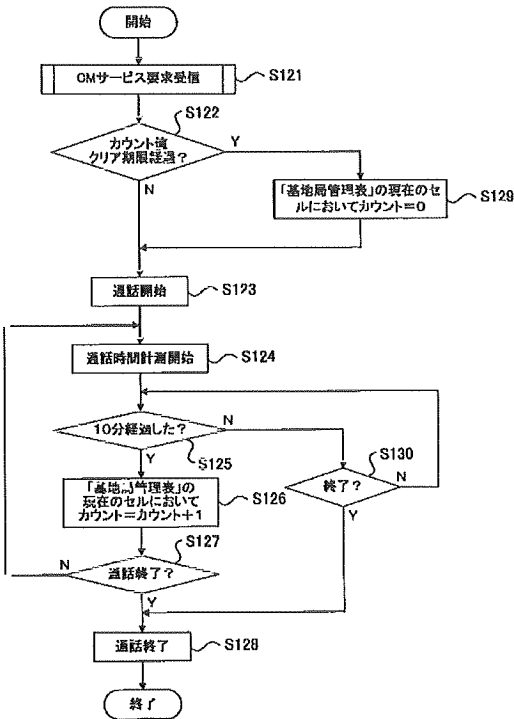 開始
CMサービス要求受信
S121
S122
カウント値
クリア期限経過？
Y
N
「基地局管理表」の現在のセ
ルにおいてカウント=0
S129
通話開始
S123
通話時間計測開始
S124
10分経過した？
N
Y
S125
S130
終了？
N
Y
「基地局管理表」の
現在のセルにおいて
カウント=カウント+1
S126
S127
通話終了？
N
Y
通話終了
S128
終了